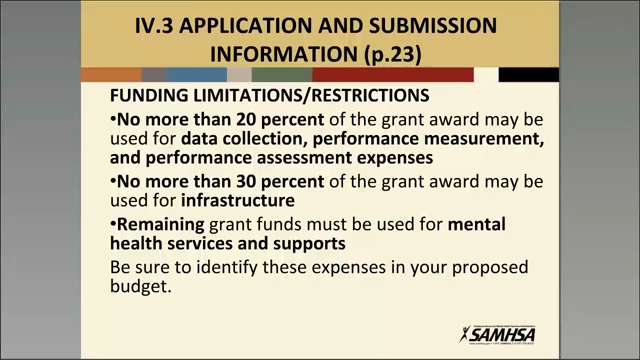 IV.3 APPLICATION AND SUBMISSION
INFORMATION (p.23)
FUNDING LIMITATIONS/RESTRICTIONS
•No more than 20 percent of the grant award may be
used for data collection, performance measurement,
and performance assessment expenses
•No more than 30 percent of the grant award may be
used for infrastructure
•Remaining grant funds must be used for mental
health services and supports
Be sure to identify these expenses in your proposed
budget.
SAMHSA